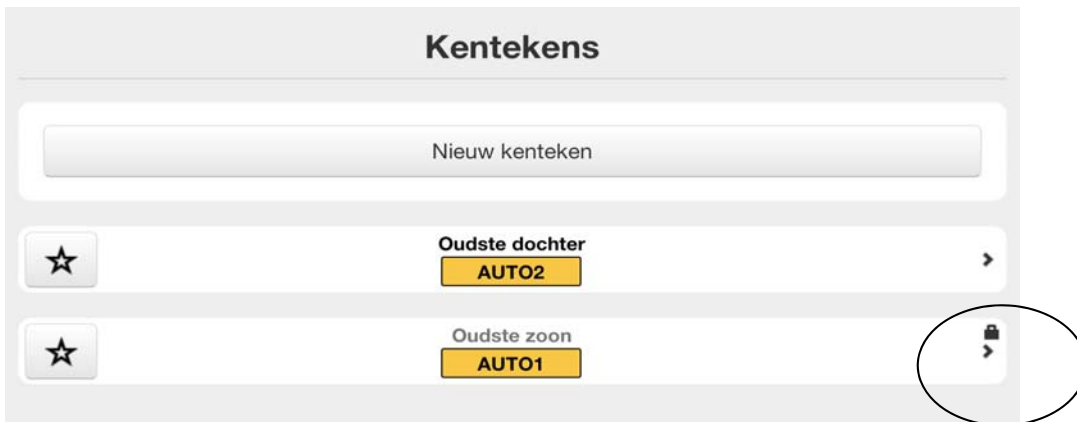 Kentekens
Nieuw kenteken
Oudste dochter
AUTO2
Oudste zoon
AUTO1